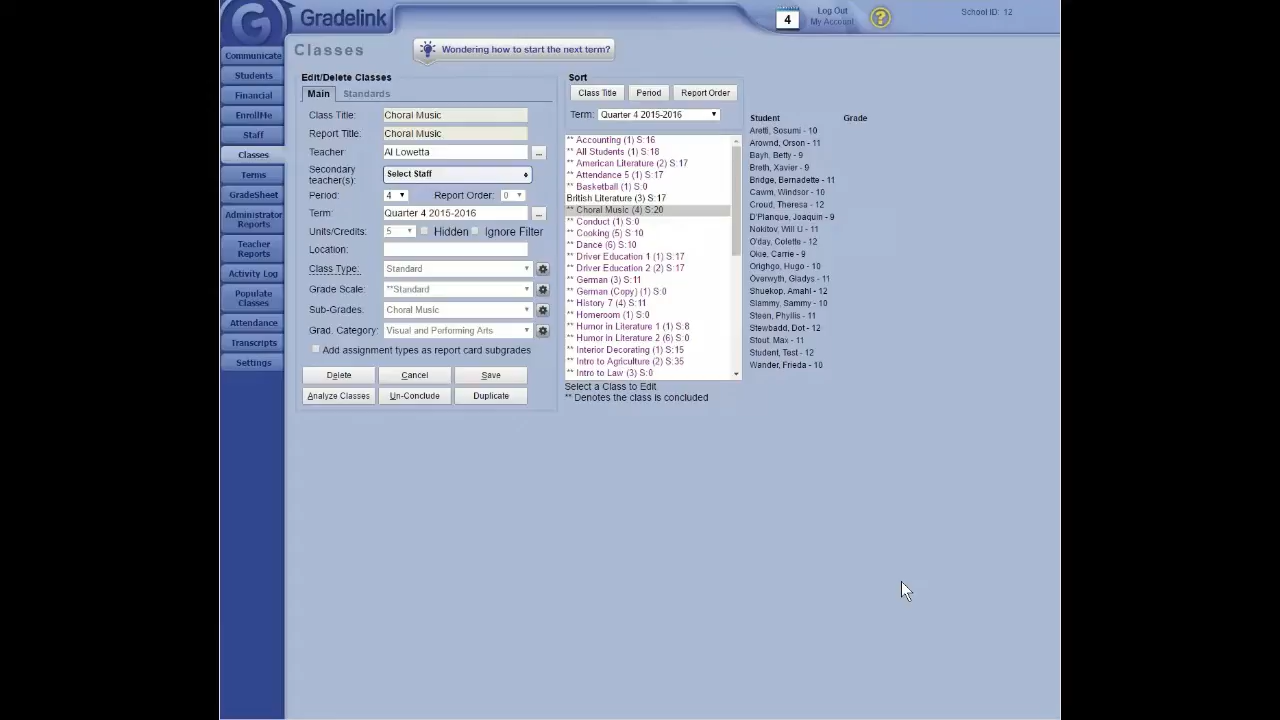 Gradelink
4
Log Out
My Account
?
School ID: 12
Communicate
Students
Financial
EnrollMe
Staff
Classes
Terms
GradeSheet
Administrator
Reports
Teacher
Reports
Activity Log
Populate
Classes
Attendance
Transcripts
Settings
Classes
Wondering how to start the next term?
Edit/Delete Classes
Main Standards
Class Title: Choral Music
Report Title: Choral Music
Teacher: Al Lowetta ...
Secondary
teacher(s): Select Staff
Period: 4 Report Order: 0
Term: Quarter 4 2015-2016 ...
Units/Credits: 5 Hidden Ignore Filter
Location:
Class Type: Standard
Grade Scale: **Standard
Sub-Grades: Choral Music
Grad. Category: Visual and Performing Arts
Add assignment types as report card subgrades
Delete Cancel Save
Analyze Classes Un-Conclude Duplicate
Sort
Class Title Period Report Order
Term: Quarter 4 2015-2016
** Accounting (1) S:16
** All Students (1) S:18
** American Literature (2) S:17
** Attendance 5 (1) S:17
** Basketball (1) S:0
British Literature (3) S:17
** Choral Music (4) S:20
** Conduct (1) S:0
** Cooking (5) S:10
** Dance (6) S:10
** Driver Education 1 (1) S:17
** Driver Education 2 (2) S:17
** German (3) S:11
** German (Copy) (1) S:0
** History 7 (4) S:11
** Homeroom (1) S:0
** Humor in Literature 1 (1) S:8
** Humor in Literature 2 (6) S:0
** Interior Decorating (1) S:15
** Intro to Agriculture (2) S:35
** Intro to Law (3) S:0
Select a Class to Edit
** Denotes the class is concluded
Student Grade
Aretti, Sosumi - 10
Arownd, Orson - 11
Bayh, Betty - 9
Breth, Xavier - 9
Bridge, Bernadette - 11
Cawm, Windsor - 10
Croud, Theresa - 12
D'Planque, Joaquin - 9
Nokitov, Will U - 11
O'day, Colette - 12
Okie, Carrie - 9
Orighgo, Hugo - 10
Overwyth, Gladys - 11
Shuekop, Amahl - 12
Slammy, Sammy - 10
Steen, Phyllis - 11
Stewbadd, Dot - 12
Stout, Max - 11
Student, Test - 12
Wander, Frieda - 10